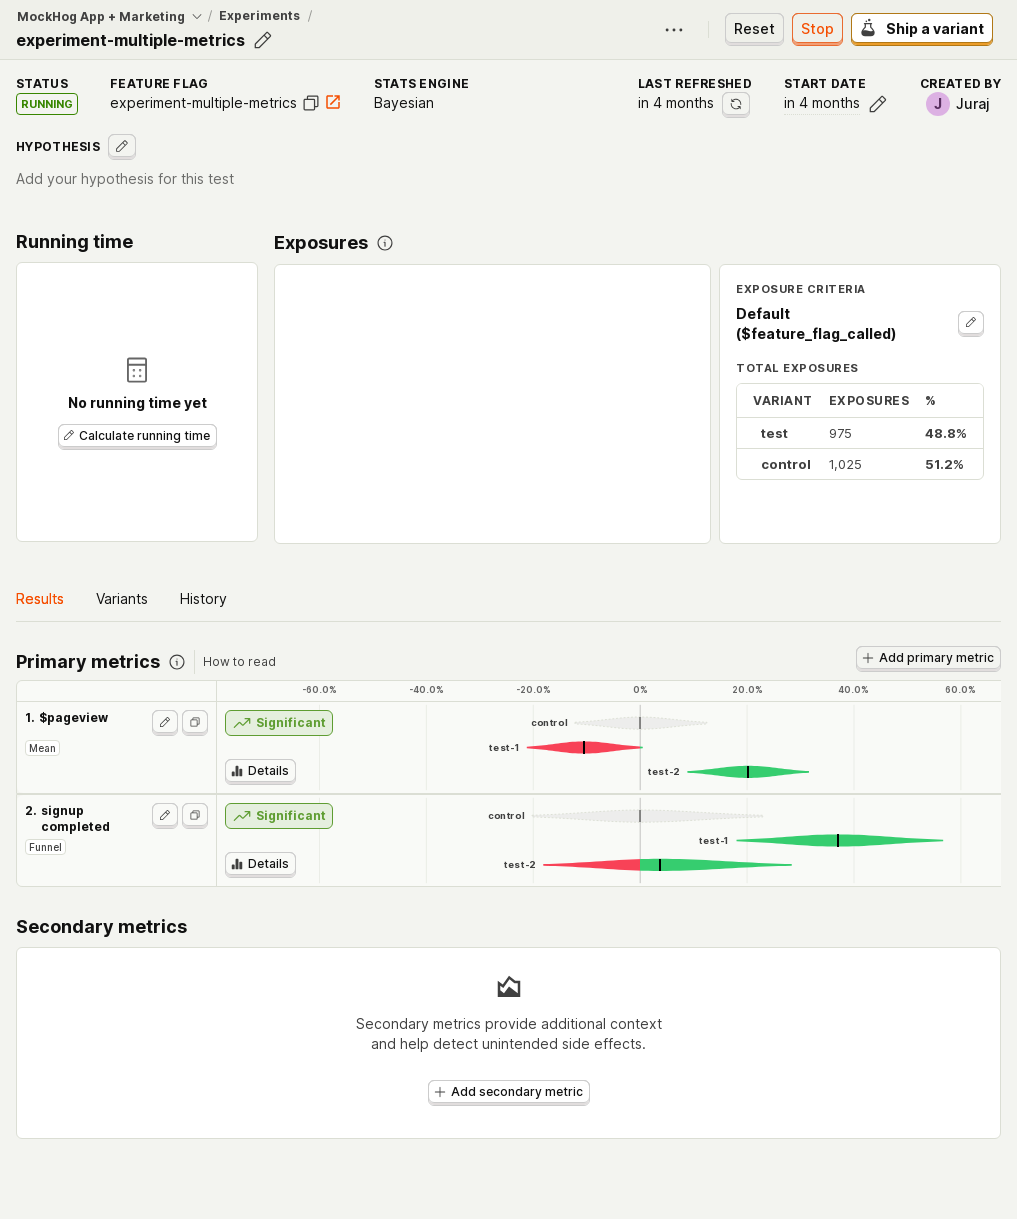 MockHog App + Marketing / Experiments /
experiment-multiple-metrics
Reset
Stop
Ship a variant
STATUS
RUNNING
FEATURE FLAG
experiment-multiple-metrics
STATS ENGINE
Bayesian
LAST REFRESHED
in 4 months
START DATE
in 4 months
CREATED BY
J Juraj
HYPOTHESIS
Add your hypothesis for this test
Running time
No running time yet
Calculate running time
Exposures
EXPOSURE CRITERIA
Default
($feature_flag_called)
TOTAL EXPOSURES
VARIANT EXPOSURES %
test 975 48.8%
control 1,025 51.2%
Results Variants History
Primary metrics
How to read
Add primary metric
-60.0% -40.0% -20.0% 0% 20.0% 40.0% 60.0%
1. $pageview
Mean
Significant
Details
control
test-1
test-2
2. signup
completed
Funnel
Significant
Details
control
test-1
test-2
Secondary metrics
Secondary metrics provide additional context
and help detect unintended side effects.
Add secondary metric